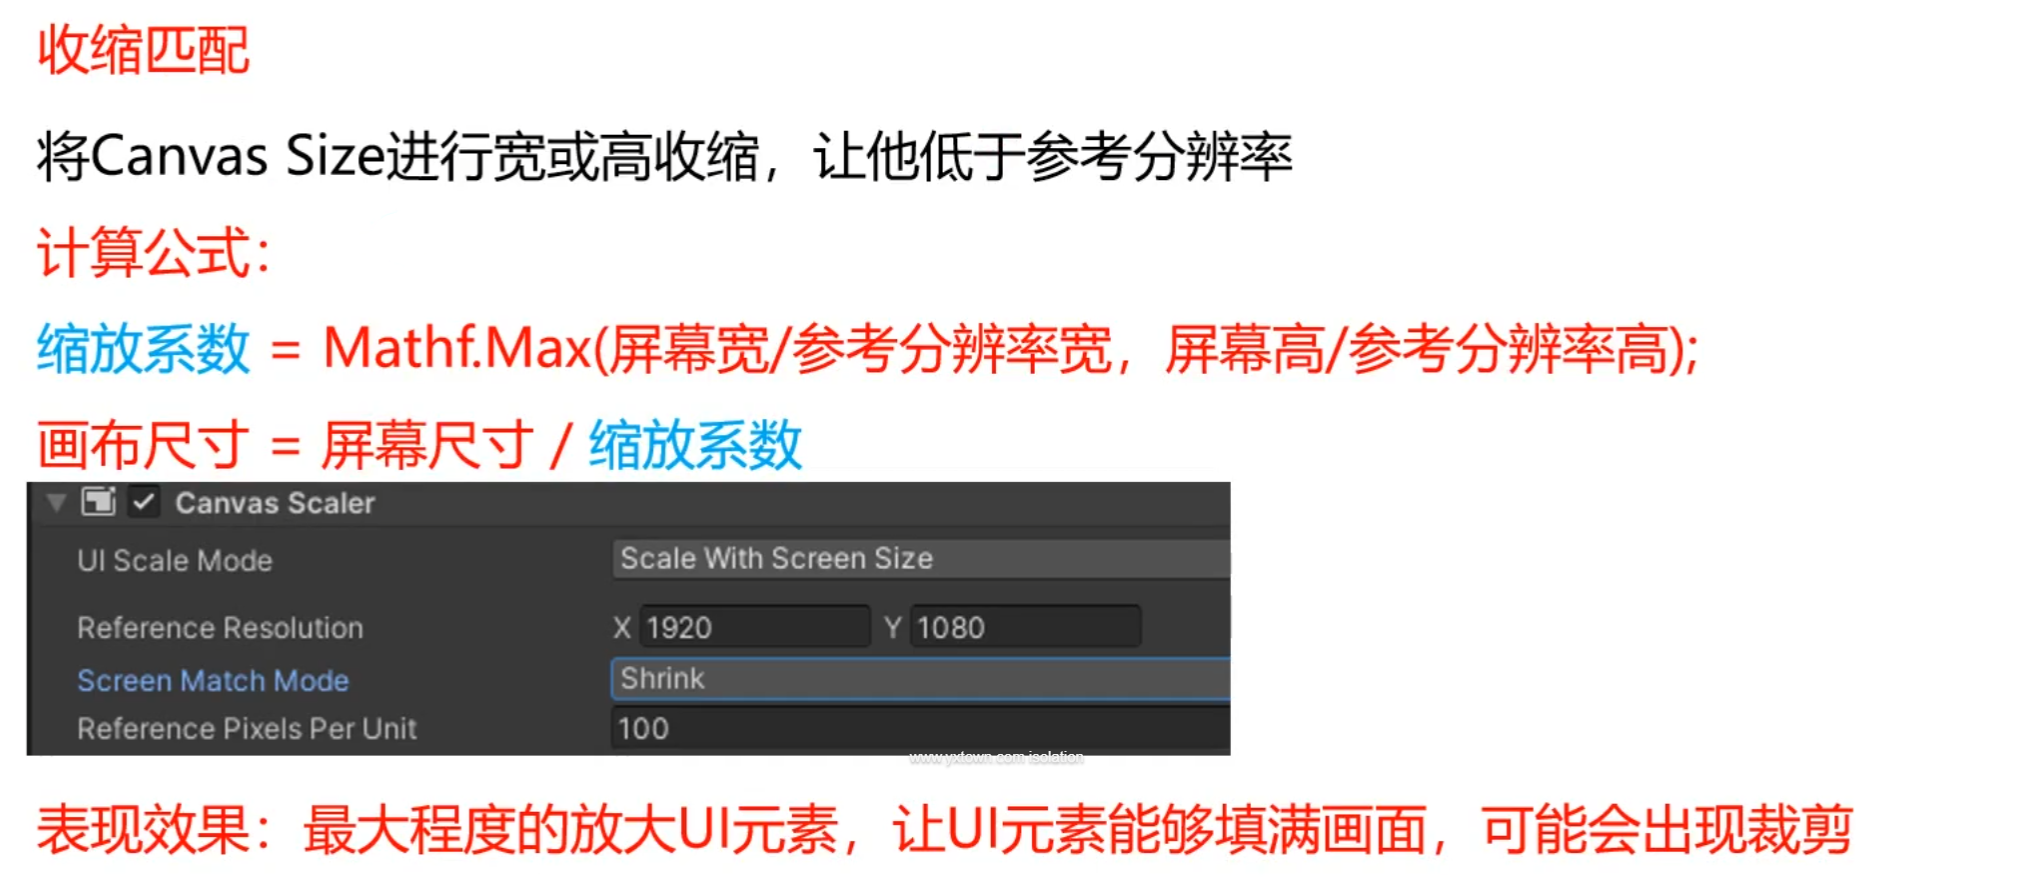 收缩匹配
将Canvas Size进行宽或高收缩，让他低于参考分辨率
计算公式：
缩放系数 = Mathf.Max(屏幕宽/参考分辨率宽，屏幕高/参考分辨率高);
画布尺寸 = 屏幕尺寸 / 缩放系数
Canvas Scaler
UI Scale Mode Scale With Screen Size
Reference Resolution X 1920 Y 1080
Screen Match Mode Shrink
Reference Pixels Per Unit 100
www.yxtown.com isolation
表现效果：最大程度的放大UI元素，让UI元素能够填满画面，可能会出现裁剪